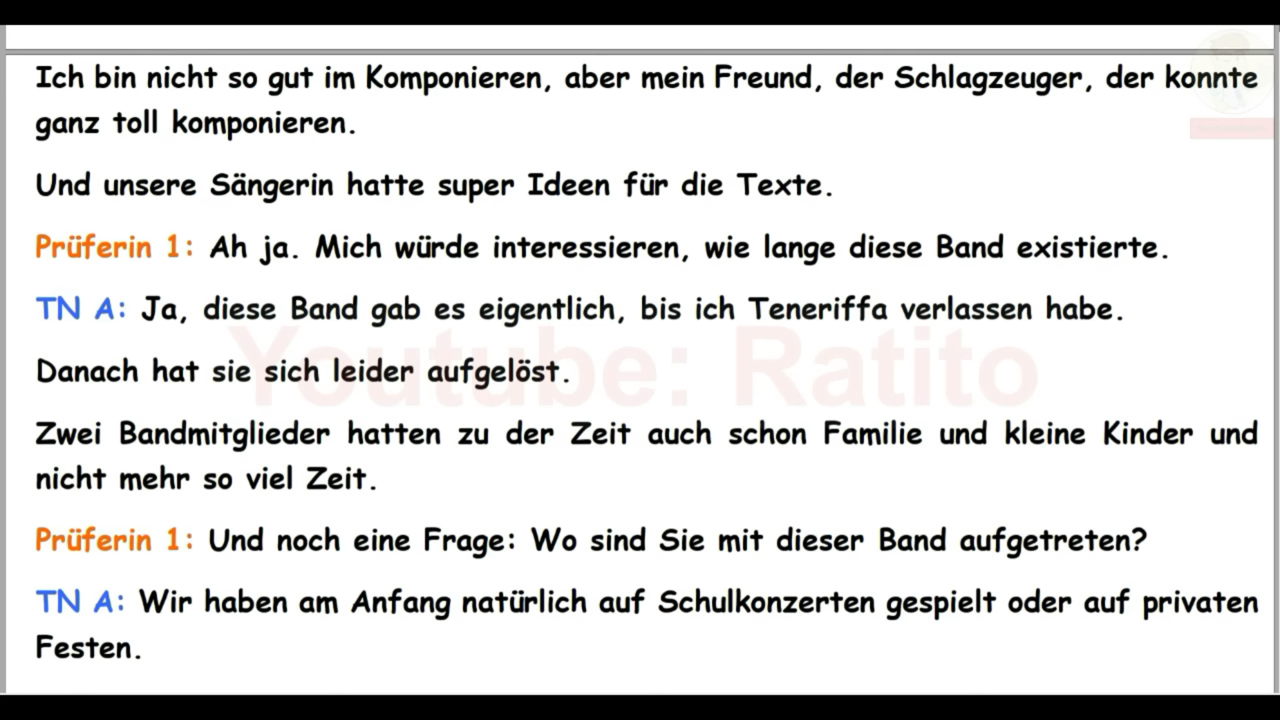 Ich bin nicht so gut im Komponieren, aber mein Freund, der Schlagzeuger, der konnte
ganz toll komponieren.
Und unsere Sängerin hatte super Ideen für die Texte.
Prüferin 1: Ah ja. Mich würde interessieren, wie lange diese Band existierte.
TN A: Ja, diese Band gab es eigentlich, bis ich Teneriffa verlassen habe.
Youtube: Ratito
Danach hat sie sich leider aufgelöst.
Zwei Bandmitglieder hatten zu der Zeit auch schon Familie und kleine Kinder und
nicht mehr so viel Zeit.
Prüferin 1: Und noch eine Frage: Wo sind Sie mit dieser Band aufgetreten?
TN A: Wir haben am Anfang natürlich auf Schulkonzerten gespielt oder auf privaten
Festen.